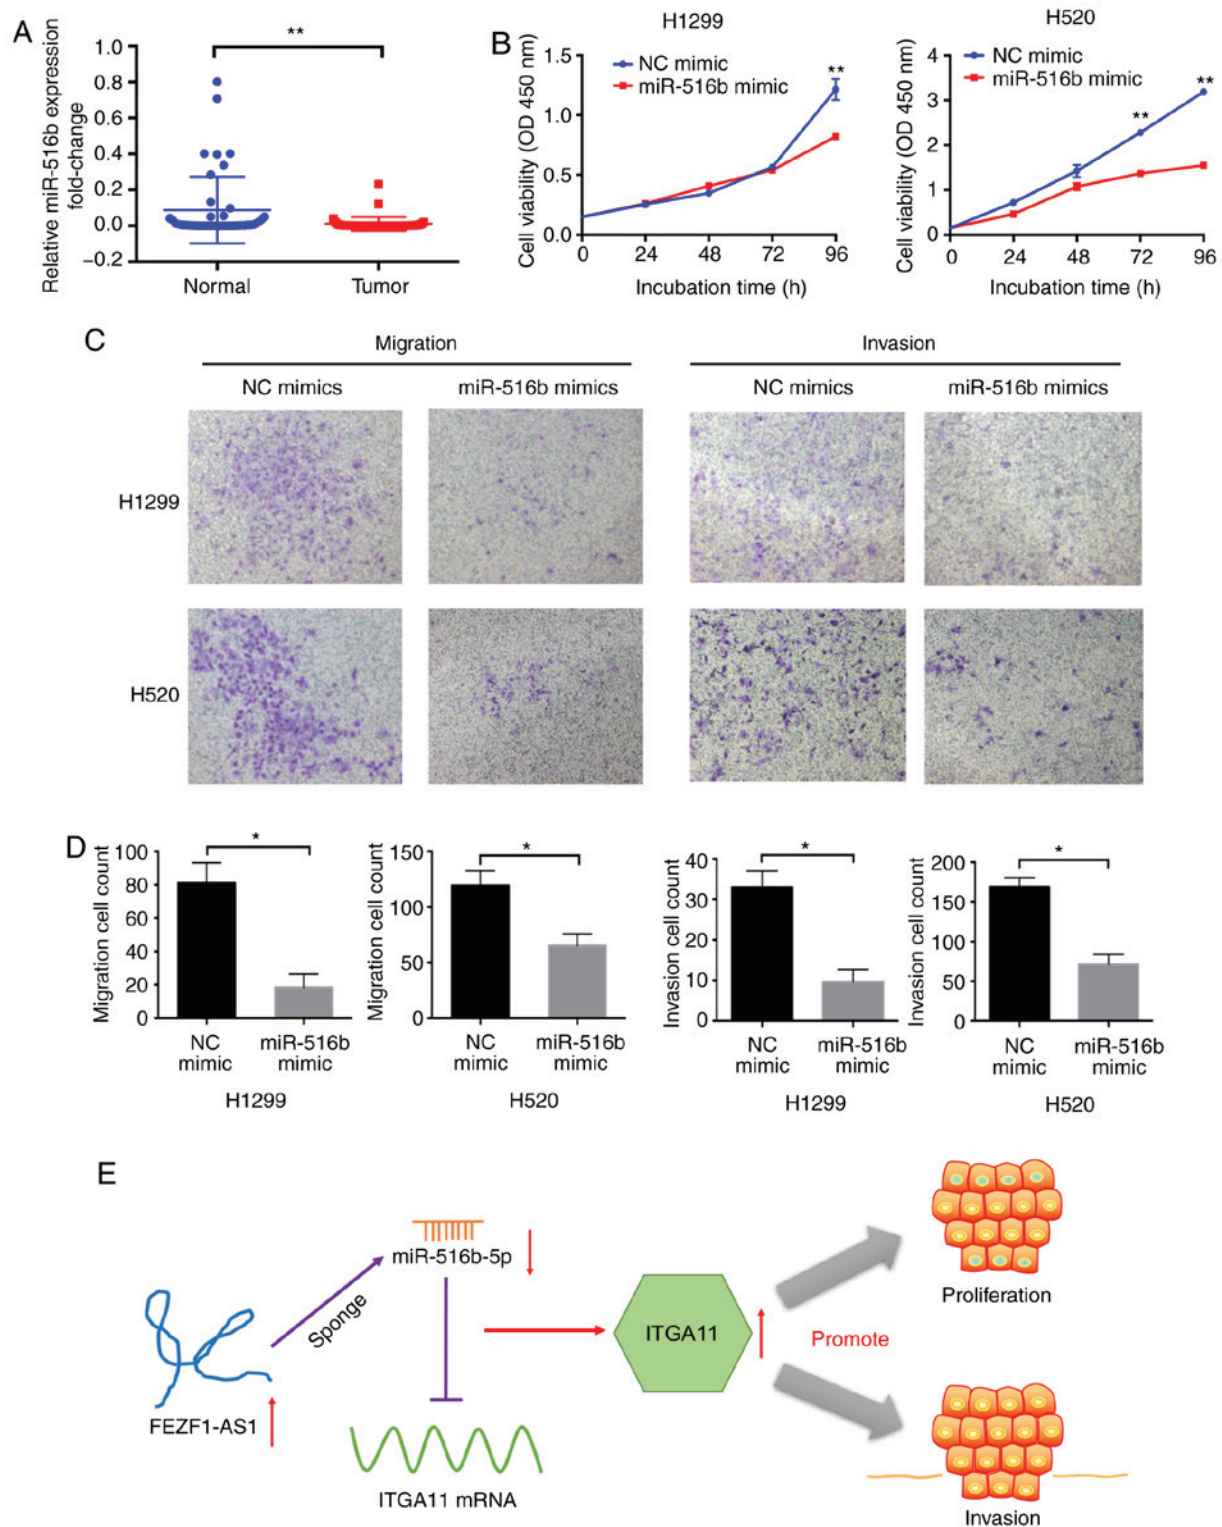 A
Relative miR-516b expression
fold-change
1.0
0.8
0.6
0.4
0.2
0.0
−0.2
**
Normal
Tumor
B
H1299
Cell viability (OD 450 nm)
1.5
1.0
0.5
0.0
NC mimic
miR-516b mimic
**
0 24 48 72 96
Incubation time (h)
H520
Cell viability (OD 450 nm)
4
3
2
1
0
NC mimic
miR-516b mimic
**
**
0 24 48 72 96
Incubation time (h)
C
Migration
Invasion
NC mimics
miR-516b mimics
NC mimics
miR-516b mimics
H1299
H520
D
Migration cell count
100
80
60
40
20
0
*
NC
mimic
miR-516b
mimic
H1299
Migration cell count
150
100
50
0
*
NC
mimic
miR-516b
mimic
H520
Invasion cell count
40
30
20
10
0
*
NC
mimic
miR-516b
mimic
H1299
Invasion cell count
200
150
100
50
0
*
NC
mimic
miR-516b
mimic
H520
E
miR-516b-5p
Sponge
FEZF1-AS1
ITGA11 mRNA
ITGA11
Promote
Proliferation
Invasion